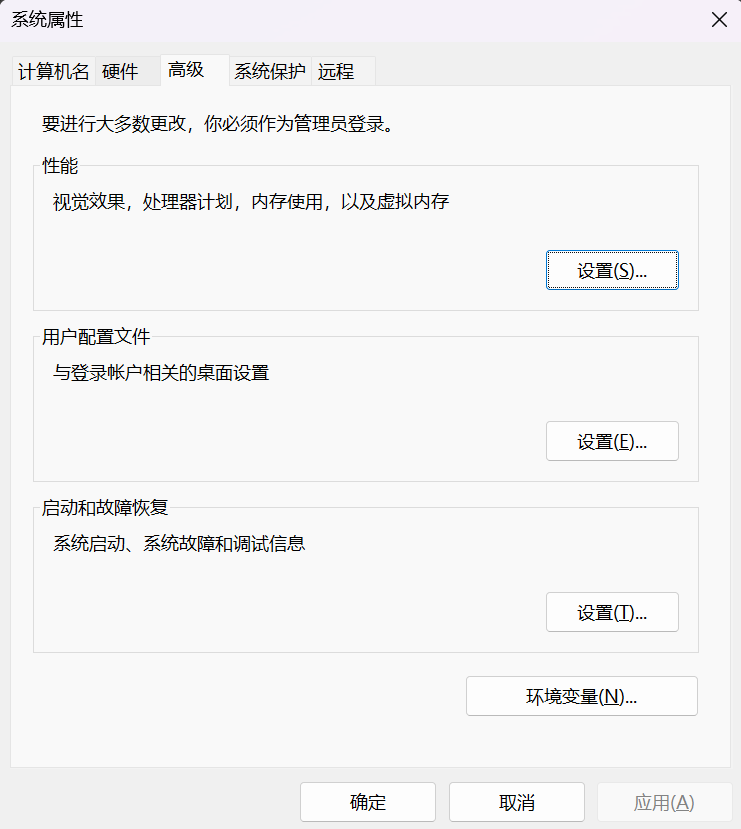 系统属性
计算机名 硬件 高级 系统保护 远程
要进行大多数更改，你必须作为管理员登录。
性能
视觉效果，处理器计划，内存使用，以及虚拟内存
设置(S)...
用户配置文件
与登录帐户相关的桌面设置
设置(E)...
启动和故障恢复
系统启动、系统故障和调试信息
设置(T)...
环境变量(N)...
确定 取消 应用(A)